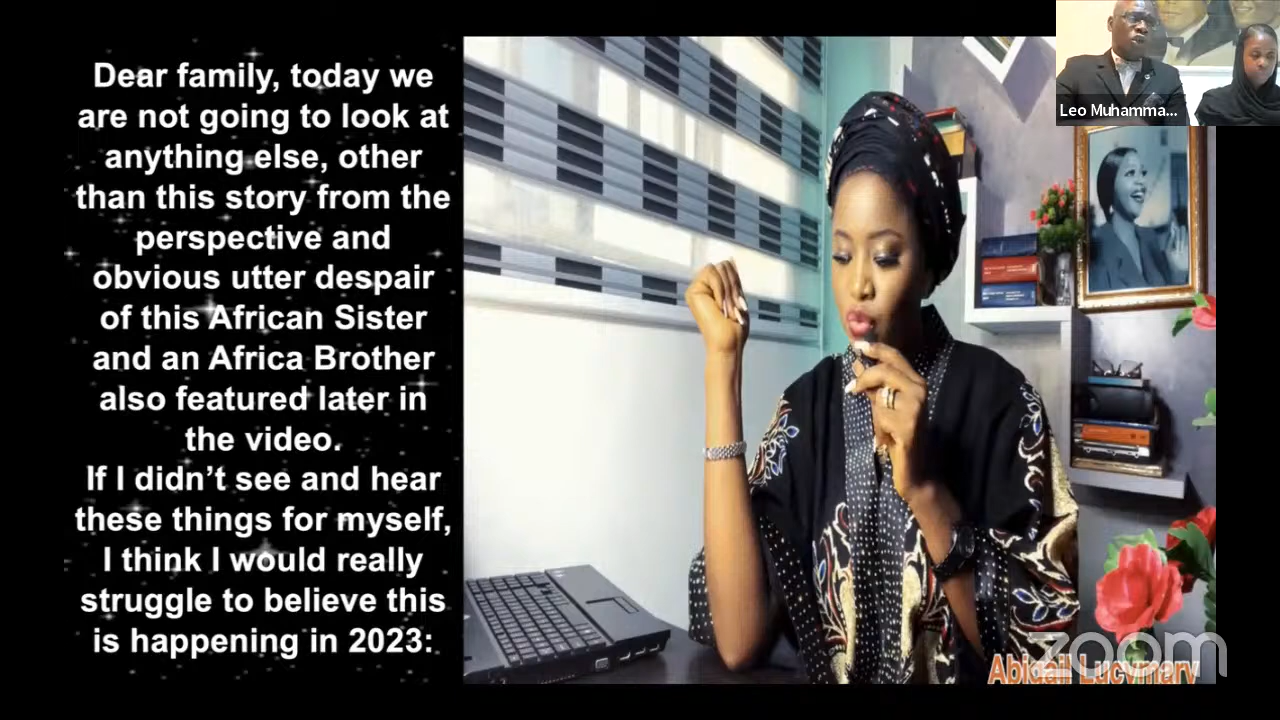 Dear family, today we
are not going to look at
anything else, other
than this story from the
perspective and
obvious utter despair
of this African Sister
and an Africa Brother
also featured later in
the video.
If I didn’t see and hear
these things for myself,
I think I would really
struggle to believe this
is happening in 2023:
Leo Muhamma...
Abigail Lucymary
zoom